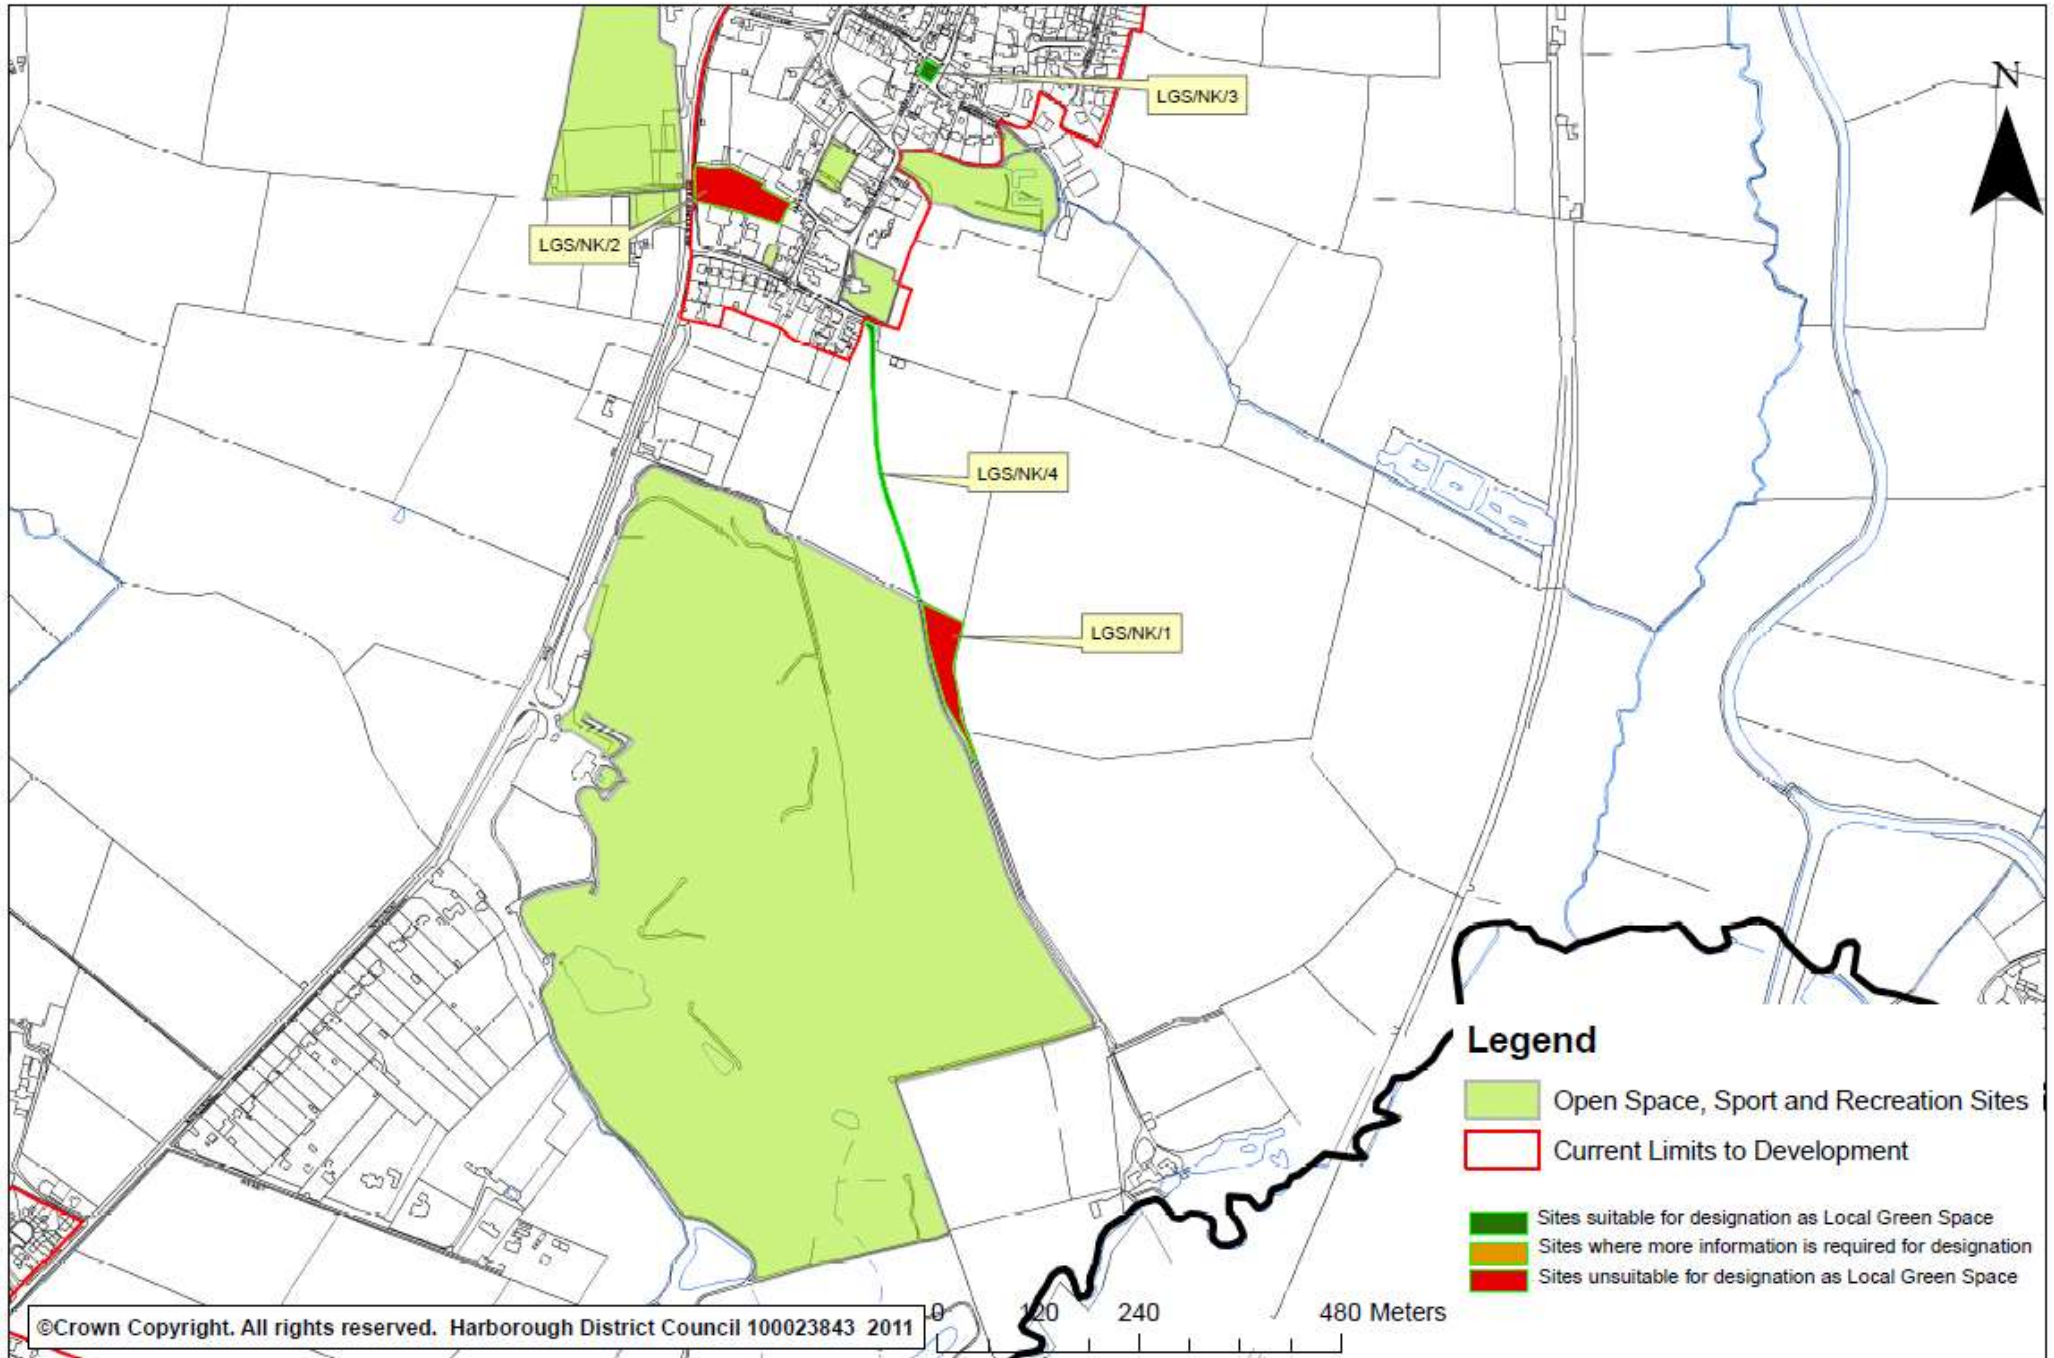 N
LGS/NK/3
LGS/NK/2
LGS/NK/4
LGS/NK/1
Legend
Open Space, Sport and Recreation Sites
Current Limits to Development
Sites suitable for designation as Local Green Space
Sites where more information is required for designation
Sites unsuitable for designation as Local Green Space
0 120 240 480 Meters
©Crown Copyright. All rights reserved. Harborough District Council 100023843 2011